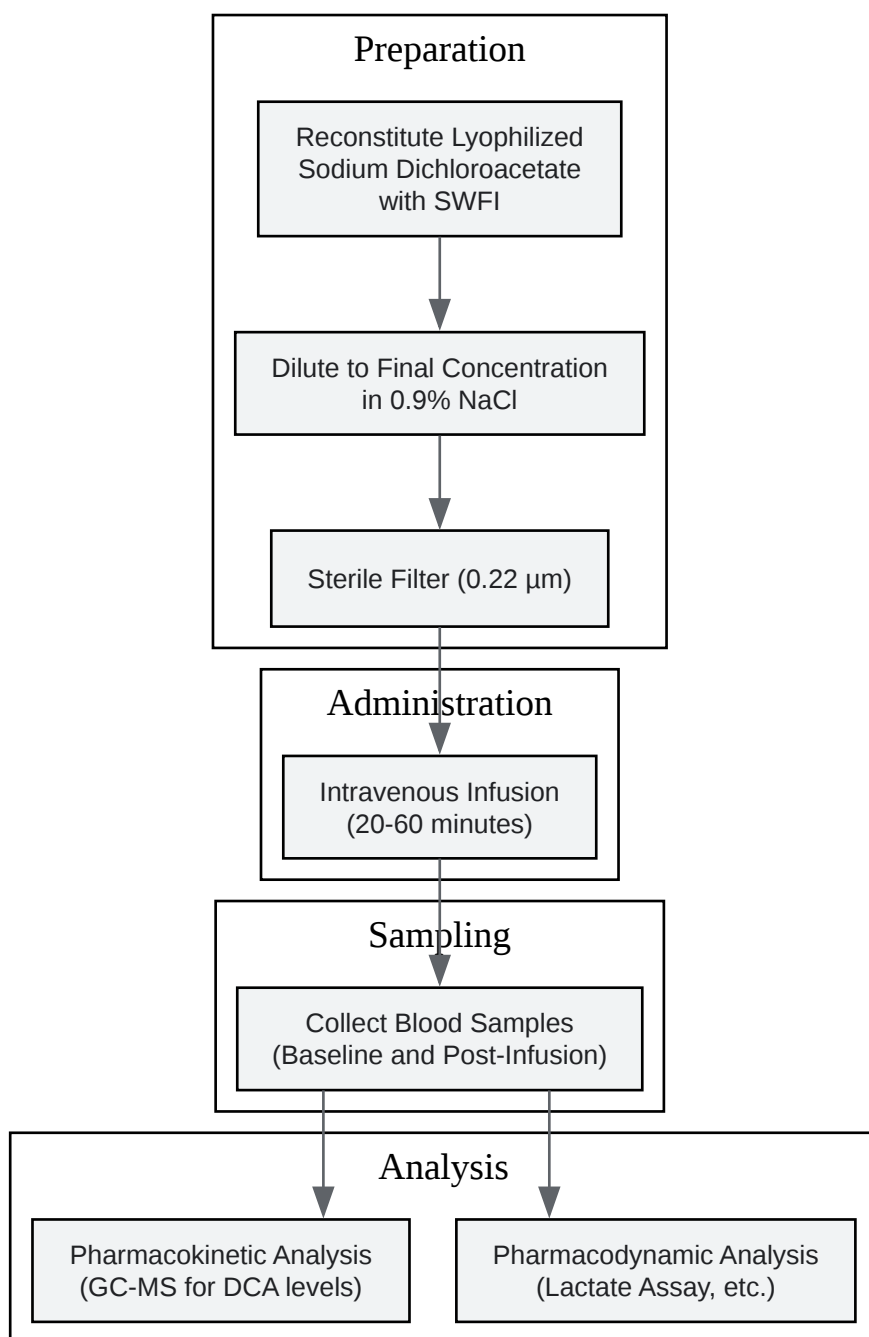 Preparation
Reconstitute Lyophilized
Sodium Dichloroacetate
with SWFI
Dilute to Final Concentration
in 0.9% NaCl
Sterile Filter (0.22 µm)
Administration
Intravenous Infusion
(20-60 minutes)
Sampling
Collect Blood Samples
(Baseline and Post-Infusion)
Analysis
Pharmacokinetic Analysis
(GC-MS for DCA levels)
Pharmacodynamic Analysis
(Lactate Assay, etc.)